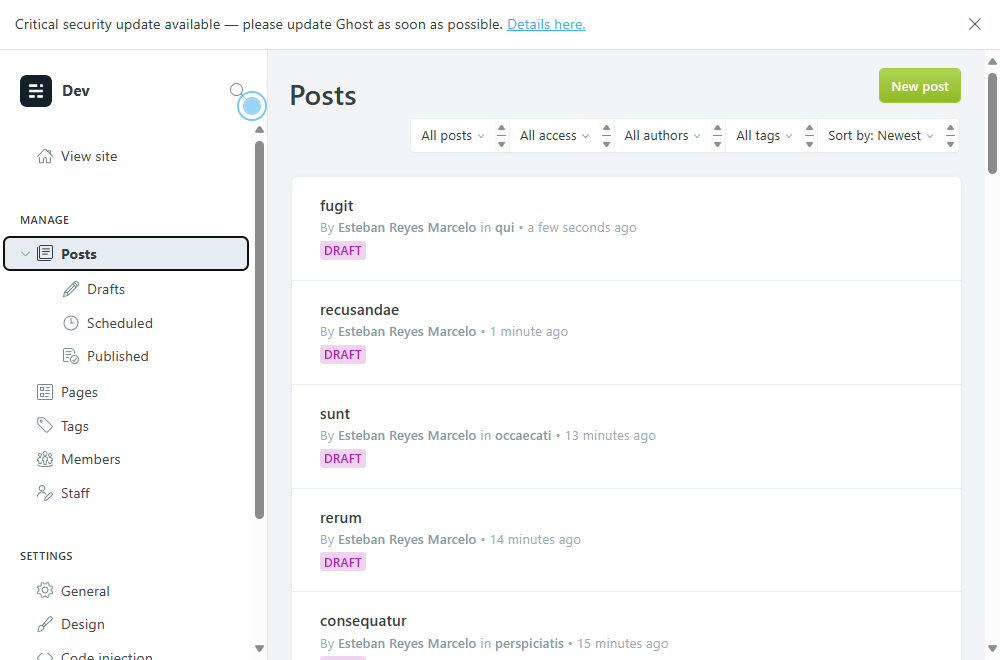 Critical security update available — please update Ghost as soon as possible. Details here.
Dev
View site
MANAGE
Posts
Drafts
Scheduled
Published
Pages
Tags
Members
Staff
SETTINGS
General
Design
Code injection
Posts
New post
All posts
All access
All authors
All tags
Sort by: Newest
fugit
By Esteban Reyes Marcelo in qui • a few seconds ago
DRAFT
recusandae
By Esteban Reyes Marcelo • 1 minute ago
DRAFT
sunt
By Esteban Reyes Marcelo in occaecati • 13 minutes ago
DRAFT
rerum
By Esteban Reyes Marcelo • 14 minutes ago
DRAFT
consequatur
By Esteban Reyes Marcelo in perspiciatis • 15 minutes ago